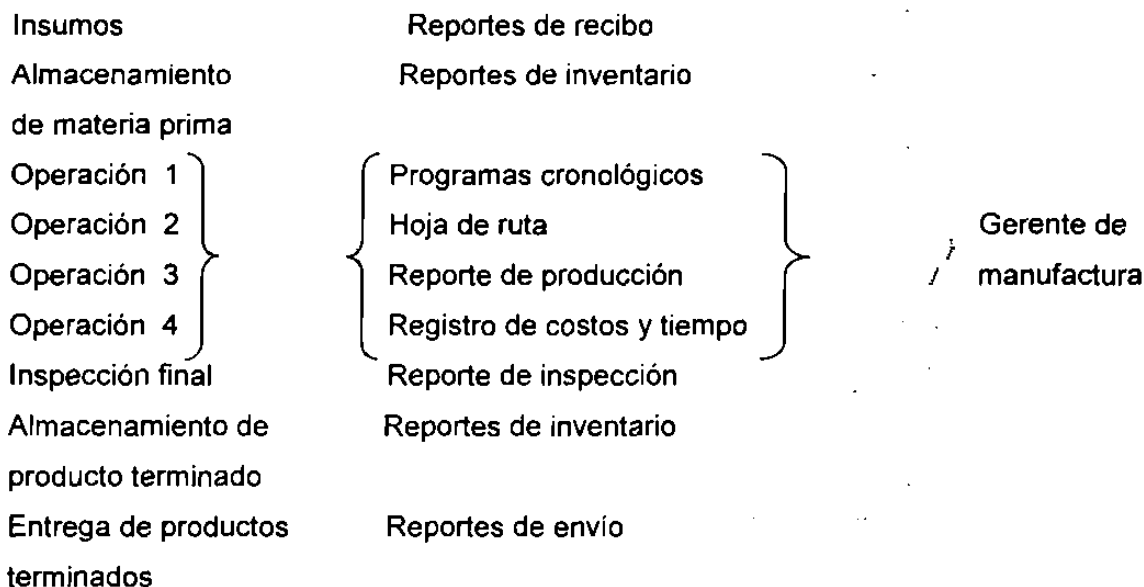 Insumos Reportes de recibo
Almacenamiento Reportes de inventario
de materia prima
Operación 1 Programas cronológicos
Operación 2 Hoja de ruta Gerente de
Operación 3 Reporte de producción manufactura
Operación 4 Registro de costos y tiempo
Inspección final Reporte de inspección
Almacenamiento de Reportes de inventario
producto terminado
Entrega de productos Reportes de envío
terminados